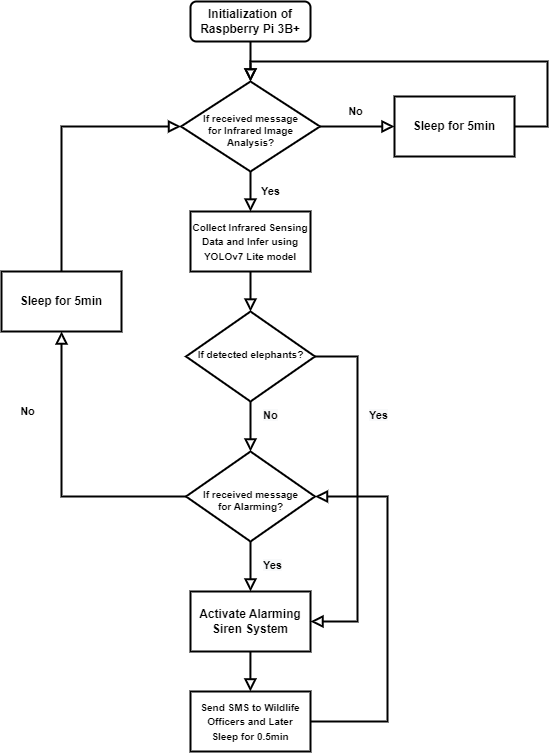 Initialization of
Raspberry Pi 3B+
If received message
for Infrared Image
Analysis?
No
Sleep for 5min
Yes
Collect Infrared Sensing
Data and Infer using
YOLOv7 Lite model
Sleep for 5min
If detected elephants?
No
No
Yes
If received message
for Alarming?
Yes
Activate Alarming
Siren System
Send SMS to Wildlife
Officers and Later
Sleep for 0.5min